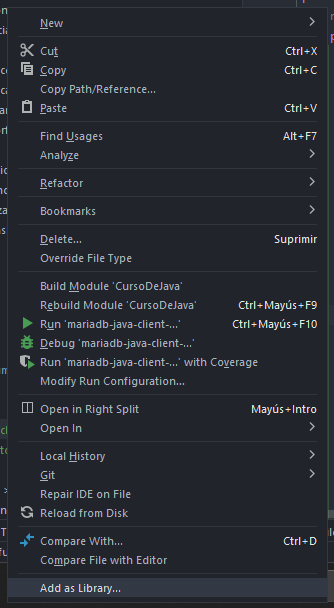 New
Cut Ctrl+X
Copy Ctrl+C
Copy Path/Reference...
Paste Ctrl+V
Find Usages Alt+F7
Analyze
Refactor
Bookmarks
Delete... Suprimir
Override File Type
Build Module 'CursoDeJava'
Rebuild Module 'CursoDeJava' Ctrl+Mayús+F9
Run 'mariadb-java-client-...' Ctrl+Mayús+F10
Debug 'mariadb-java-client-...'
Run 'mariadb-java-client-...' with Coverage
Modify Run Configuration...
Open in Right Split Mayús+Intro
Open In
Local History
Git
Repair IDE on File
Reload from Disk
Compare With... Ctrl+D
Compare File with Editor
Add as Library...